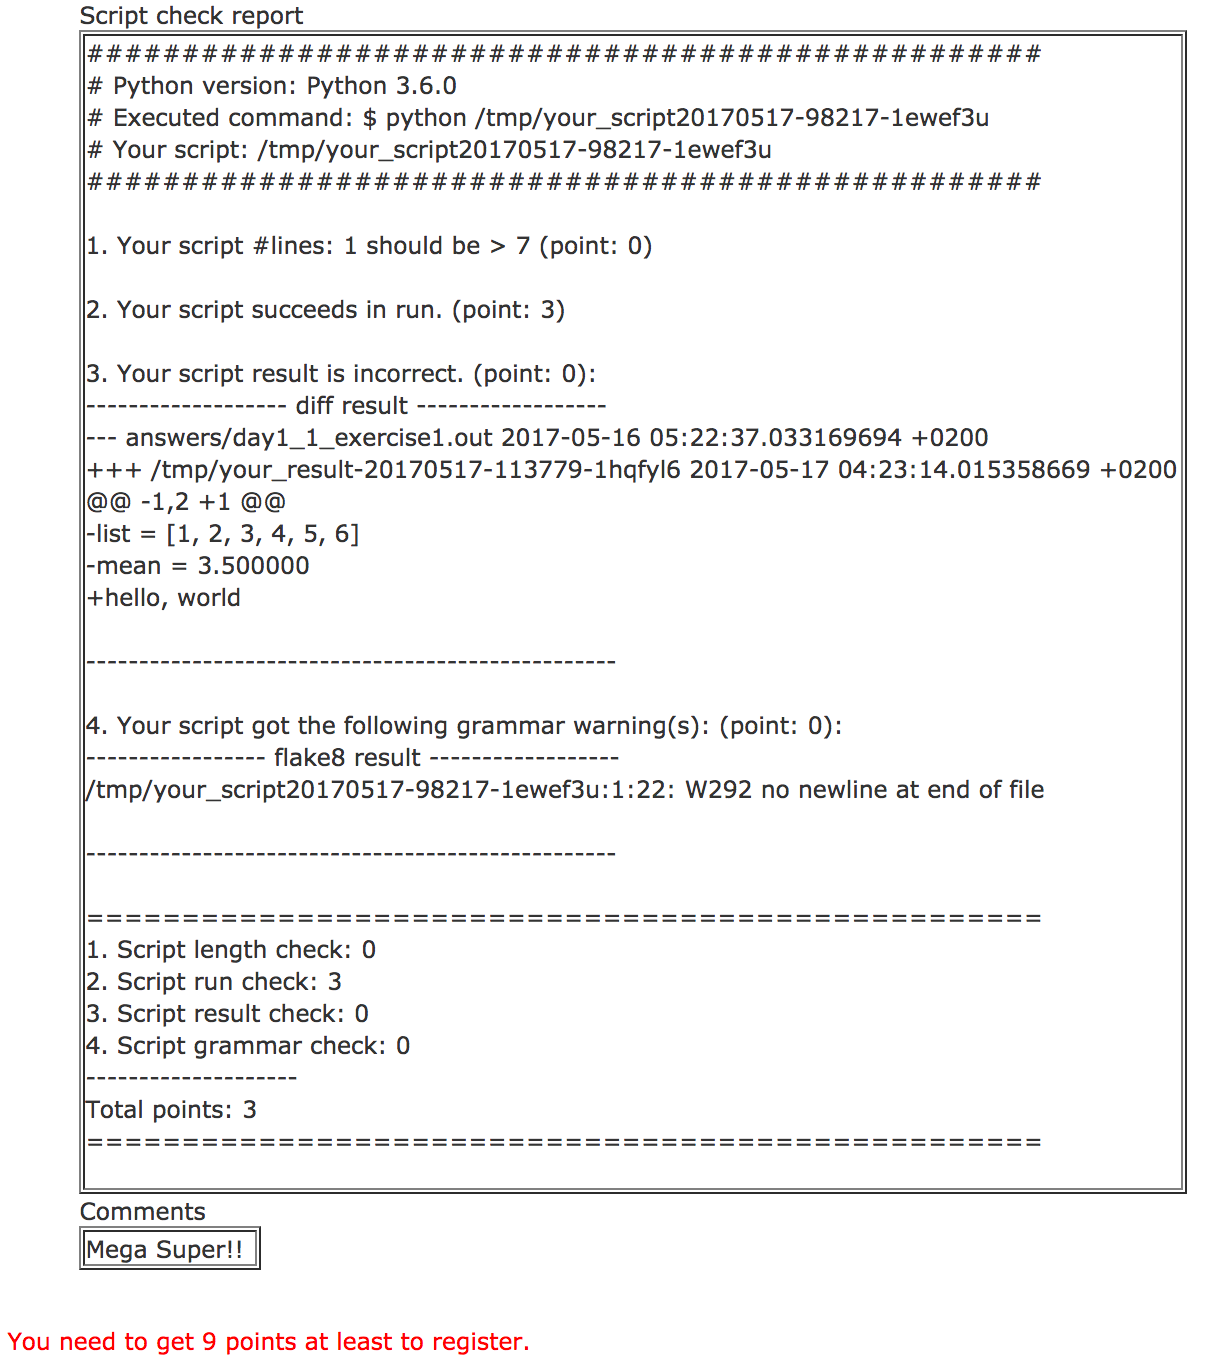 Script check report
##################################################
# Python version: Python 3.6.0
# Executed command: $ python /tmp/your_script20170517-98217-1ewef3u
# Your script: /tmp/your_script20170517-98217-1ewef3u
##################################################
1. Your script #lines: 1 should be > 7 (point: 0)
2. Your script succeeds in run. (point: 3)
3. Your script result is incorrect. (point: 0):
------------------- diff result ------------------
--- answers/day1_1_exercise1.out 2017-05-16 05:22:37.033169694 +0200
+++ /tmp/your_result-20170517-113779-1hqfyl6 2017-05-17 04:23:14.015358669 +0200
@@ -1,2 +1 @@
-list = [1, 2, 3, 4, 5, 6]
-mean = 3.500000
+hello, world
--------------------------------------------------
4. Your script got the following grammar warning(s): (point: 0):
----------------- flake8 result ------------------
/tmp/your_script20170517-98217-1ewef3u:1:22: W292 no newline at end of file
--------------------------------------------------
==================================================
1. Script length check: 0
2. Script run check: 3
3. Script result check: 0
4. Script grammar check: 0
--------------------
Total points: 3
==================================================
Comments
Mega Super!!
You need to get 9 points at least to register.